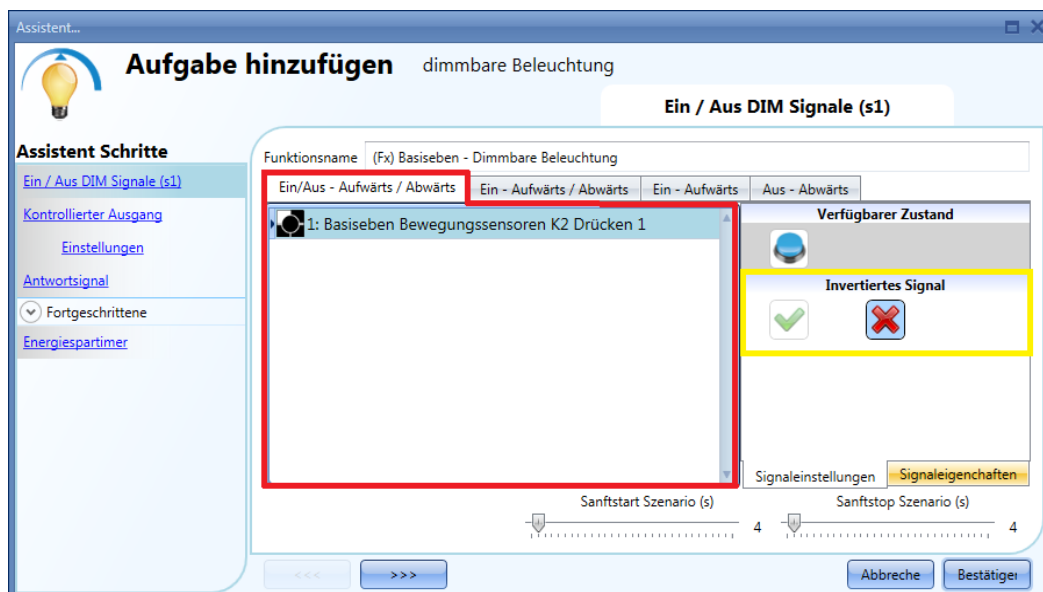 Assistent...
Aufgabe hinzufügen dimmbare Beleuchtung
Ein / Aus DIM Signale (s1)
Assistent Schritte
Ein / Aus DIM Signale (s1)
Kontrollierter Ausgang
Einstellungen
Antwortsignal
Fortgeschrittene
Energiespartimer
Funktionsname (Fx) Basiseben - Dimmbare Beleuchtung
Ein/Aus - Aufwärts / Abwärts Ein - Aufwärts / Abwärts Ein - Aufwärts Aus - Abwärts
1: Basiseben Bewegungssensoren K2 Drücken 1
Verfügbarer Zustand
Invertiertes Signal
Signaleinstellungen Signaleigenchaften
Sanftstart Szenario (s) Sanftstop Szenario (s)
4 4
<<< >>> Abbreche Bestätiger